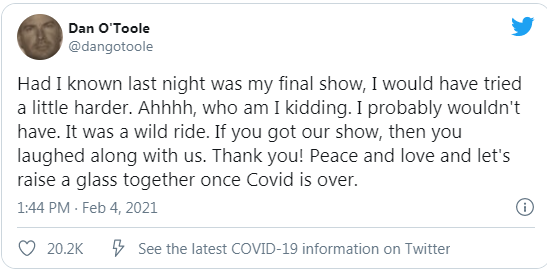 Dan O'Toole
@dangotoole
Had I known last night was my final show, I would have tried
a little harder. Ahhhh, who am I kidding. I probably wouldn't
have. It was a wild ride. If you got our show, then you
laughed along with us. Thank you! Peace and love and let's
raise a glass together once Covid is over.
1:44 PM · Feb 4, 2021
20.2K See the latest COVID-19 information on Twitter